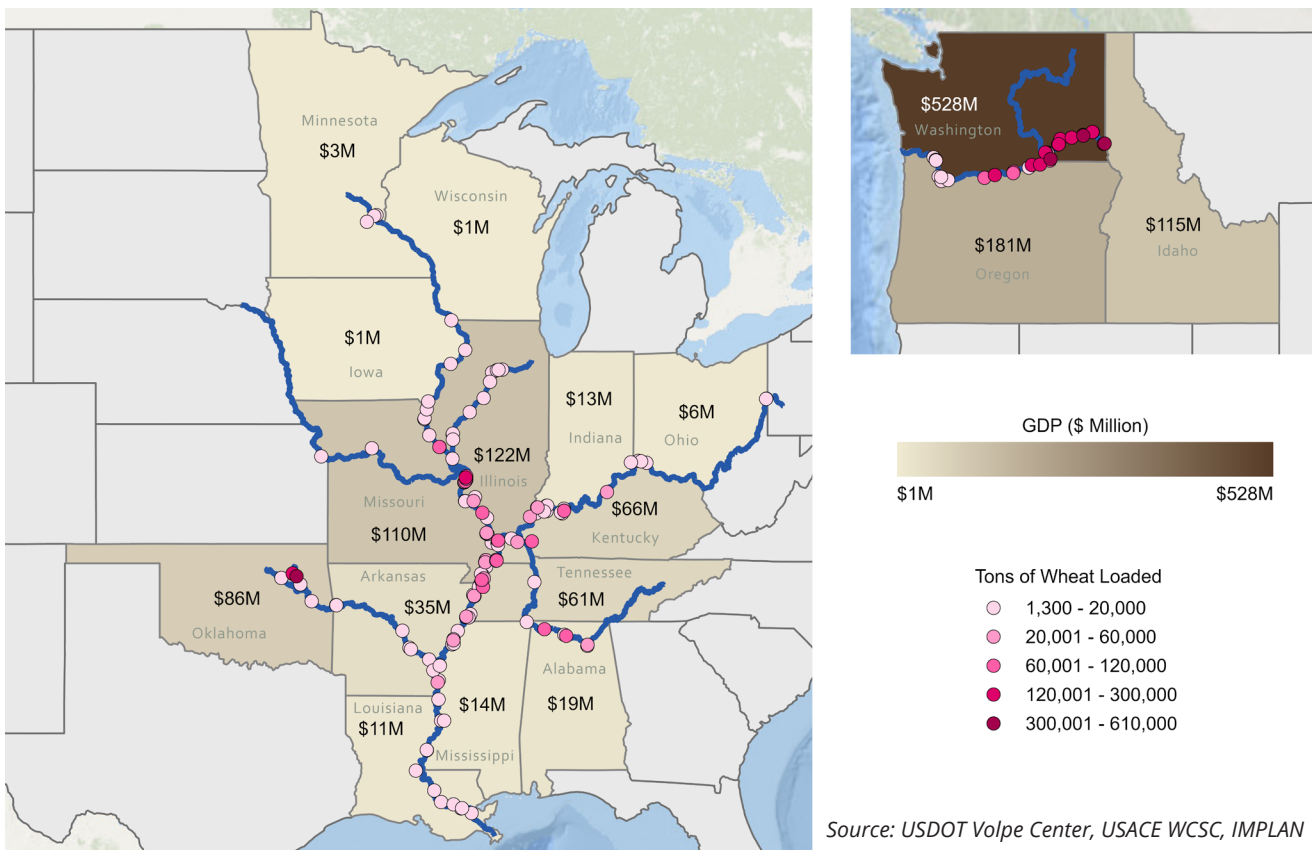 Minnesota
$3M
Wisconsin
$1M
$1M
Iowa
$122M
Illinois
$13M
Indiana
$6M
Ohio
Missouri
$110M
$66M
Kentucky
Arkansas
$35M
Tennessee
$61M
$86M
Oklahoma
Alabama
$19M
Louisiana
$11M
$14M
Mississippi
$528M
Washington
$181M
Oregon
$115M
Idaho
GDP ($ Million)
$1M
$528M
Tons of Wheat Loaded
1,300 - 20,000
20,001 - 60,000
60,001 - 120,000
120,001 - 300,000
300,001 - 610,000
Source: USDOT Volpe Center, USACE WCSC, IMPLAN